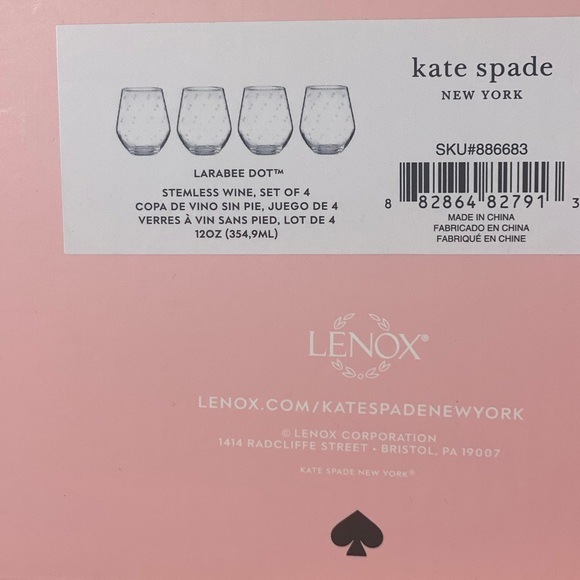 kate spade
NEW YORK
LARABEE DOT™
STEMLESS WINE, SET OF 4
COPA DE VINO SIN PIE, JUEGO DE 4
VERRES À VIN SANS PIED, LOT DE 4
12OZ (354,9ML)
SKU#886683
8 82864 82791 3
MADE IN CHINA
FABRICADO EN CHINA
FABRIQUÉ EN CHINE
LENOX®
LENOX.COM/KATESPADENEWYORK
© LENOX CORPORATION
1414 RADCLIFFE STREET • BRISTOL, PA 19007
KATE SPADE NEW YORK®